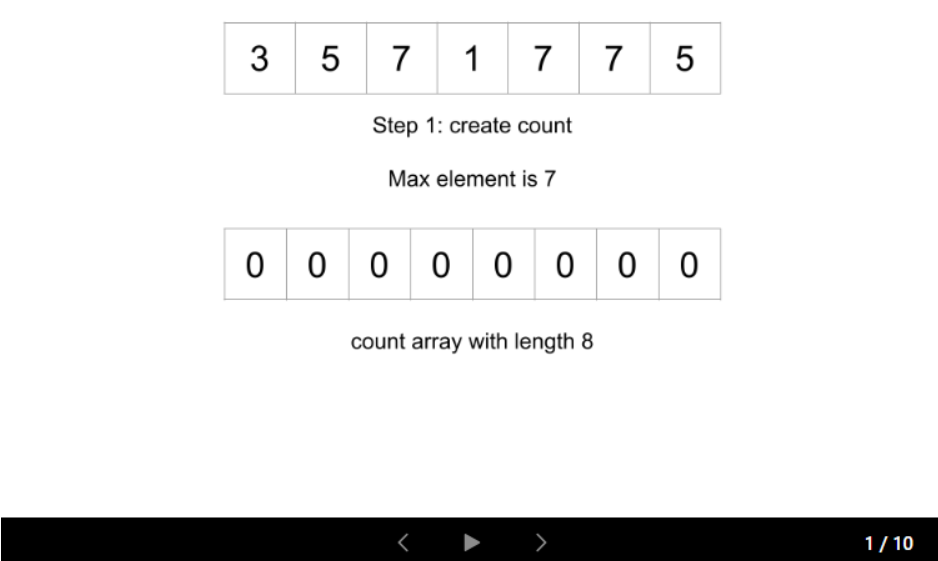 3 5 7 1 7 7 5
Step 1: create count
Max element is 7
0 0 0 0 0 0 0 0
count array with length 8
1 / 10